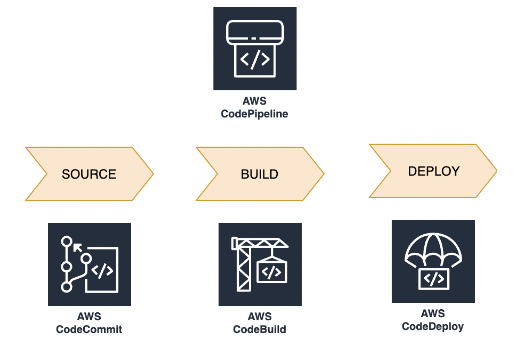 AWS
CodePipeline
SOURCE
BUILD
DEPLOY
AWS
CodeCommit
AWS
CodeBuild
AWS
CodeDeploy